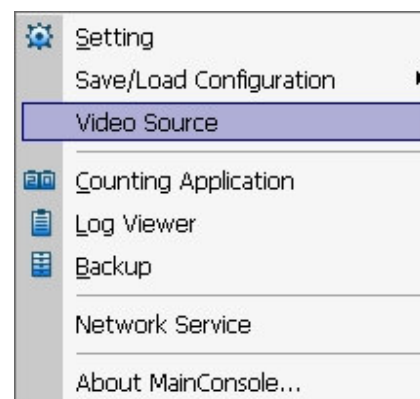 Setting
Save/Load Configuration
Video Source
Counting Application
Log Viewer
Backup
Network Service
About MainConsole...